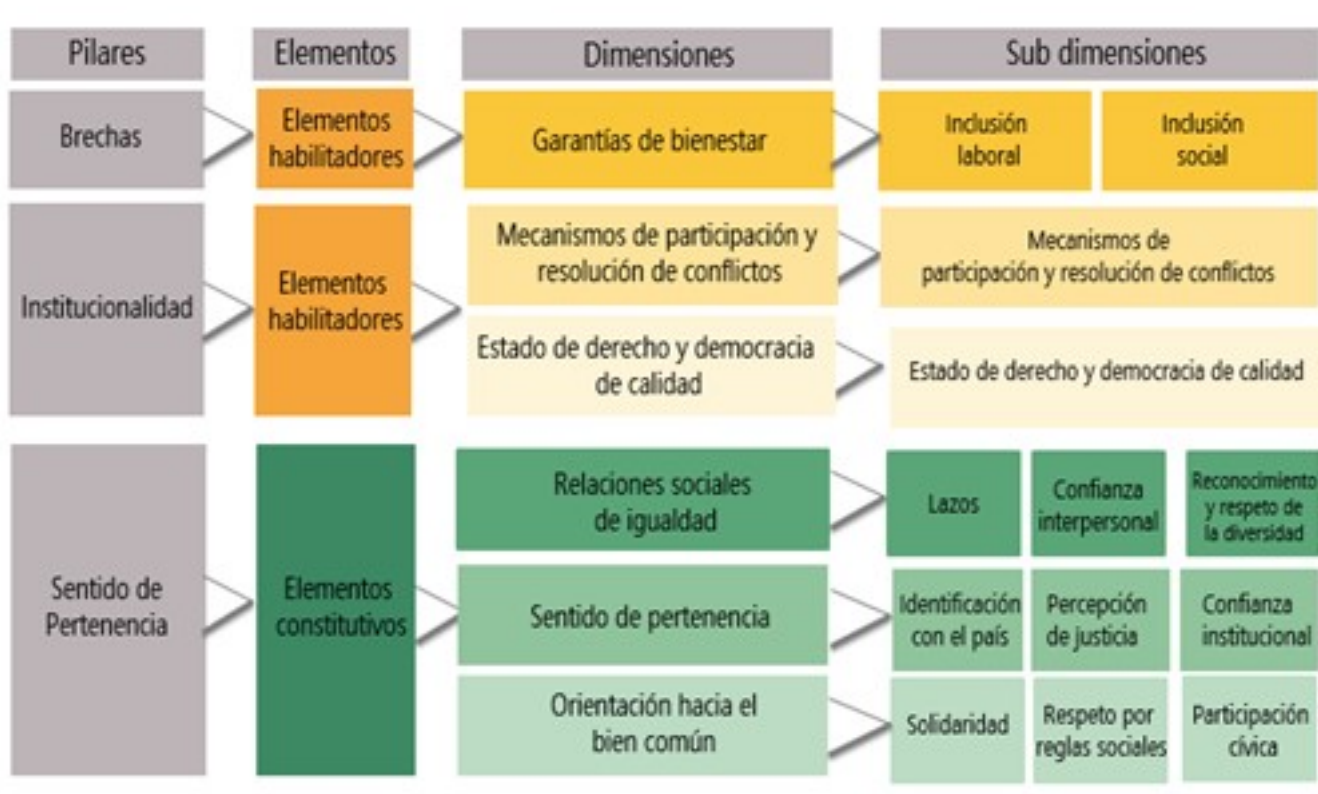 Pilares
Elementos
Dimensiones
Sub dimensiones
Brechas
Elementos
habilitadores
Garantías de bienestar
Inclusión
laboral
Inclusión
social
Institucionalidad
Elementos
habilitadores
Mecanismos de participación y
resolución de conflictos
Mecanismos de
participación y resolución de conflictos
Estado de derecho y democracia
de calidad
Estado de derecho y democracia de calidad
Sentido de
Pertenencia
Elementos
constitutivos
Relaciones sociales
de igualdad
Lazos
Confianza
interpersonal
Reconocimiento
y respeto de
la diversidad
Sentido de pertenencia
Identificación
con el país
Percepción
de justicia
Confianza
institucional
Orientación hacia el
bien común
Solidaridad
Respeto por
reglas sociales
Participación
cívica